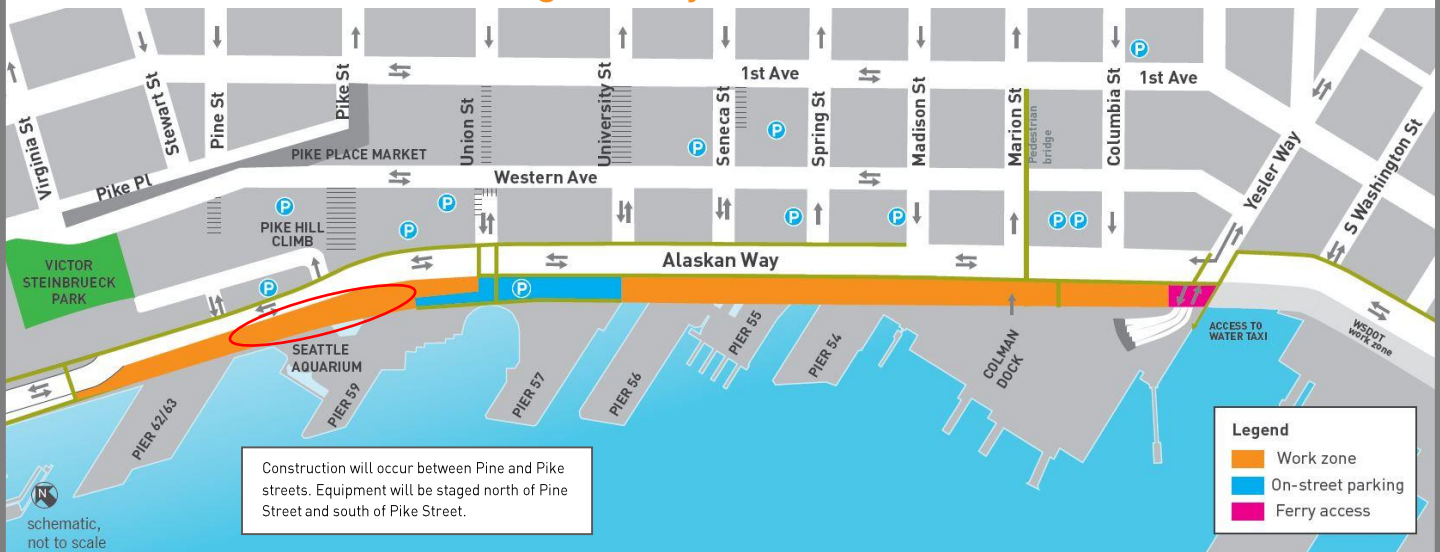 1st Ave
1st Ave
Virginia St
Stewart St
Pine St
Pike St
Union St
University St
Seneca St
Spring St
Madison St
Marion St
Pedestrian
bridge
Columbia St
Yesler Way
S Washington St
P
P
P
PIKE PLACE MARKET
Pike Pl
Western Ave
P
P
P
P
P
P
P
PIKE HILL
CLIMB
VICTOR
STEINBRUECK
PARK
Alaskan Way
P
P
SEATTLE
AQUARIUM
PIER 62/63
PIER 59
PIER 57
PIER 56
PIER 55
PIER 54
COLMAN
DOCK
ACCESS TO
WATER TAXI
WSDOT
work zone
Construction will occur between Pine and Pike
streets. Equipment will be staged north of Pine
Street and south of Pike Street.
Legend
Work zone
On-street parking
Ferry access
N
schematic,
not to scale